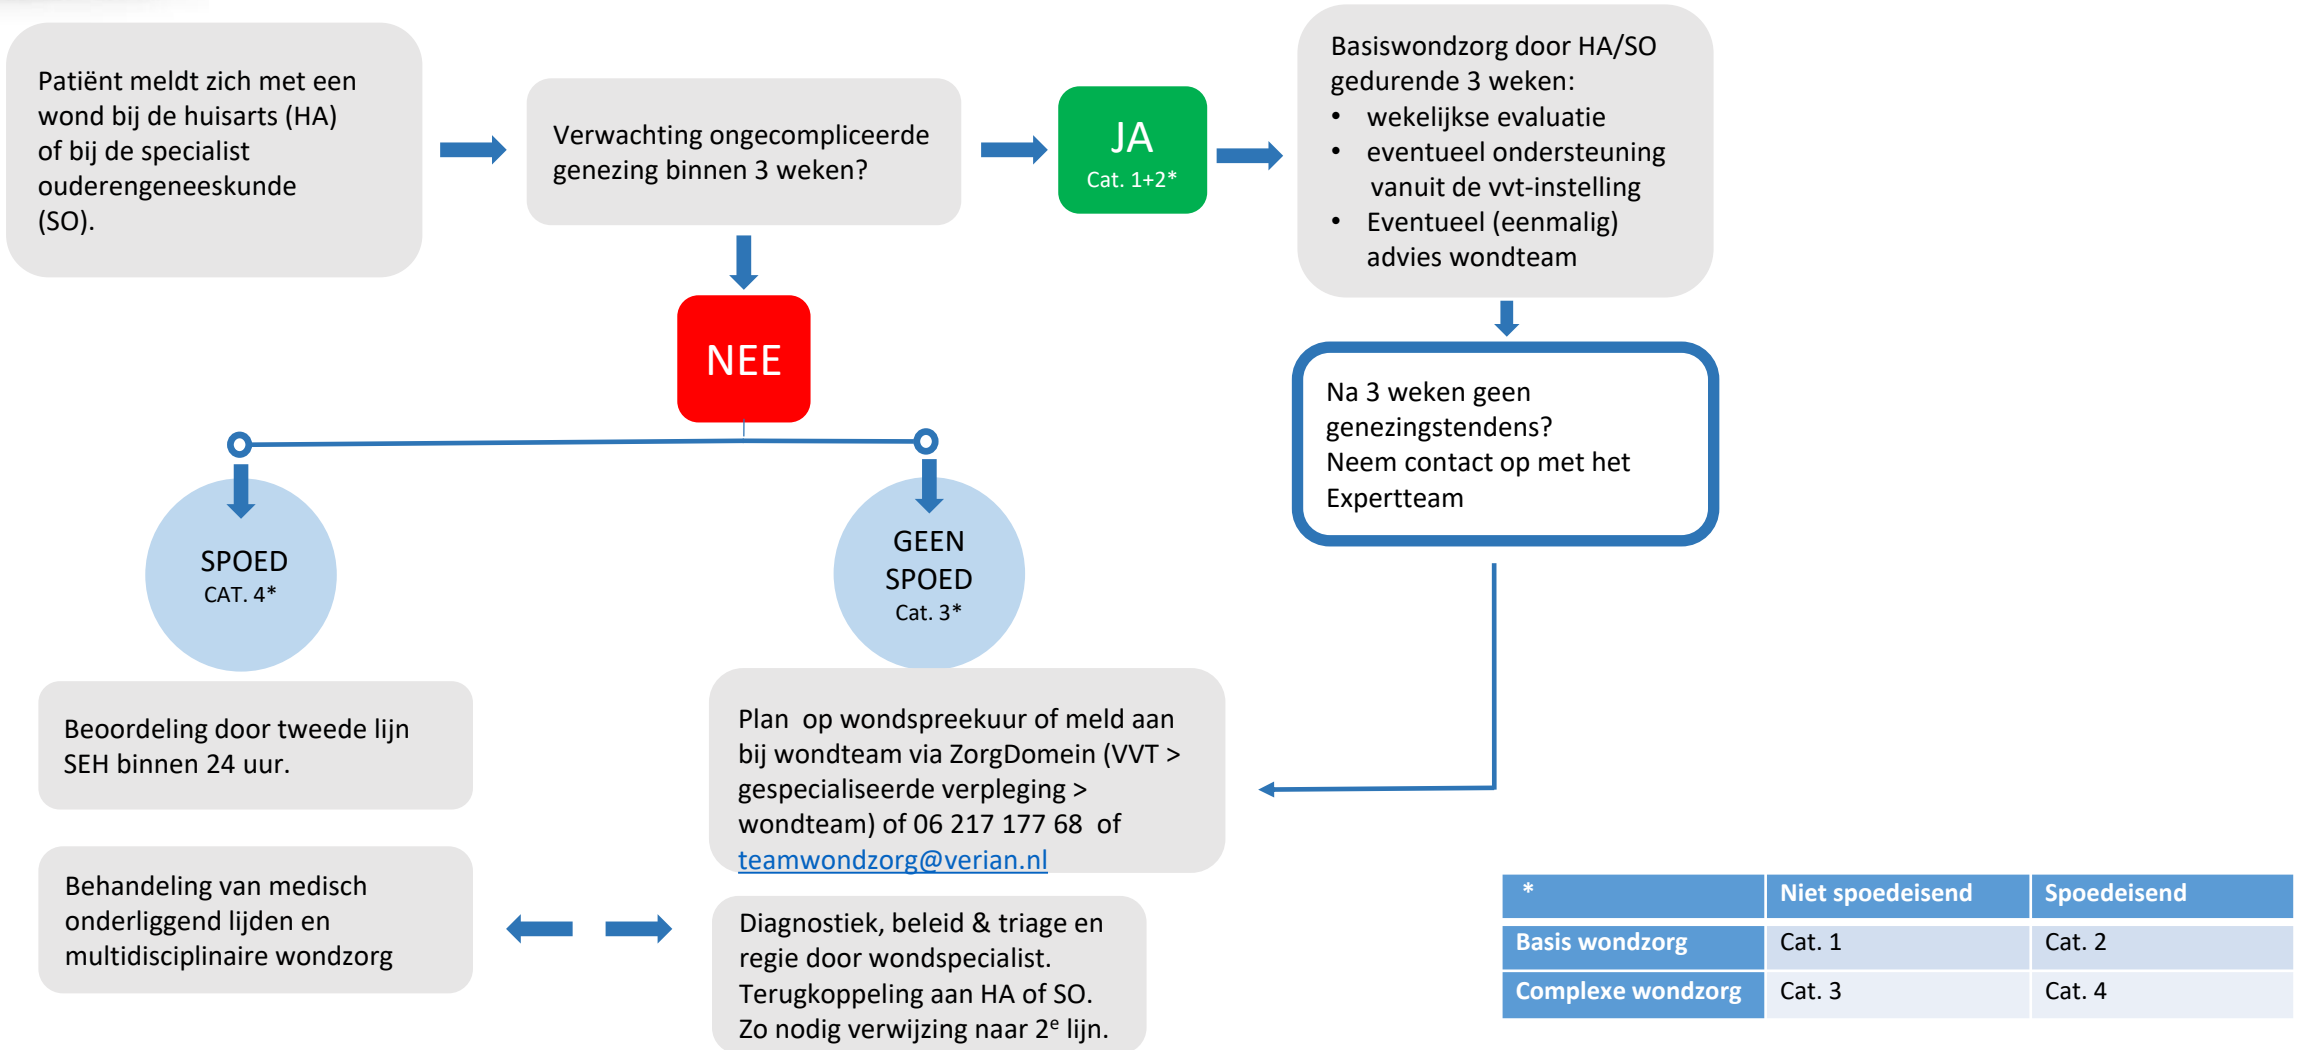 Patiënt meldt zich met een
wond bij de huisarts (HA)
of bij de specialist
ouderengeneeskunde
(SO).
Verwachting ongecompliceerde
genezing binnen 3 weken?
JA
Cat. 1+2*
Basiswondzorg door HA/SO
gedurende 3 weken:
• wekelijkse evaluatie
• eventueel ondersteuning
vanuit de vvt-instelling
• Eventueel (eenmalig)
advies wondteam
NEE
Na 3 weken geen
genezingstendens?
Neem contact op met het
Expertteam
SPOED
CAT. 4*
GEEN
SPOED
Cat. 3*
Beoordeling door tweede lijn
SEH binnen 24 uur.
Plan op wondspreekuur of meld aan
bij wondteam via ZorgDomein (VVT >
gespecialiseerde verpleging >
wondteam) of 06 217 177 68 of
teamwondzorg@verian.nl
Behandeling van medisch
onderliggend lijden en
multidisciplinaire wondzorg
Diagnostiek, beleid & triage en
regie door wondspecialist.
Terugkoppeling aan HA of SO.
Zo nodig verwijzing naar 2e lijn.
* Niet spoedeisend Spoedeisend
Basis wondzorg Cat. 1 Cat. 2
Complexe wondzorg Cat. 3 Cat. 4